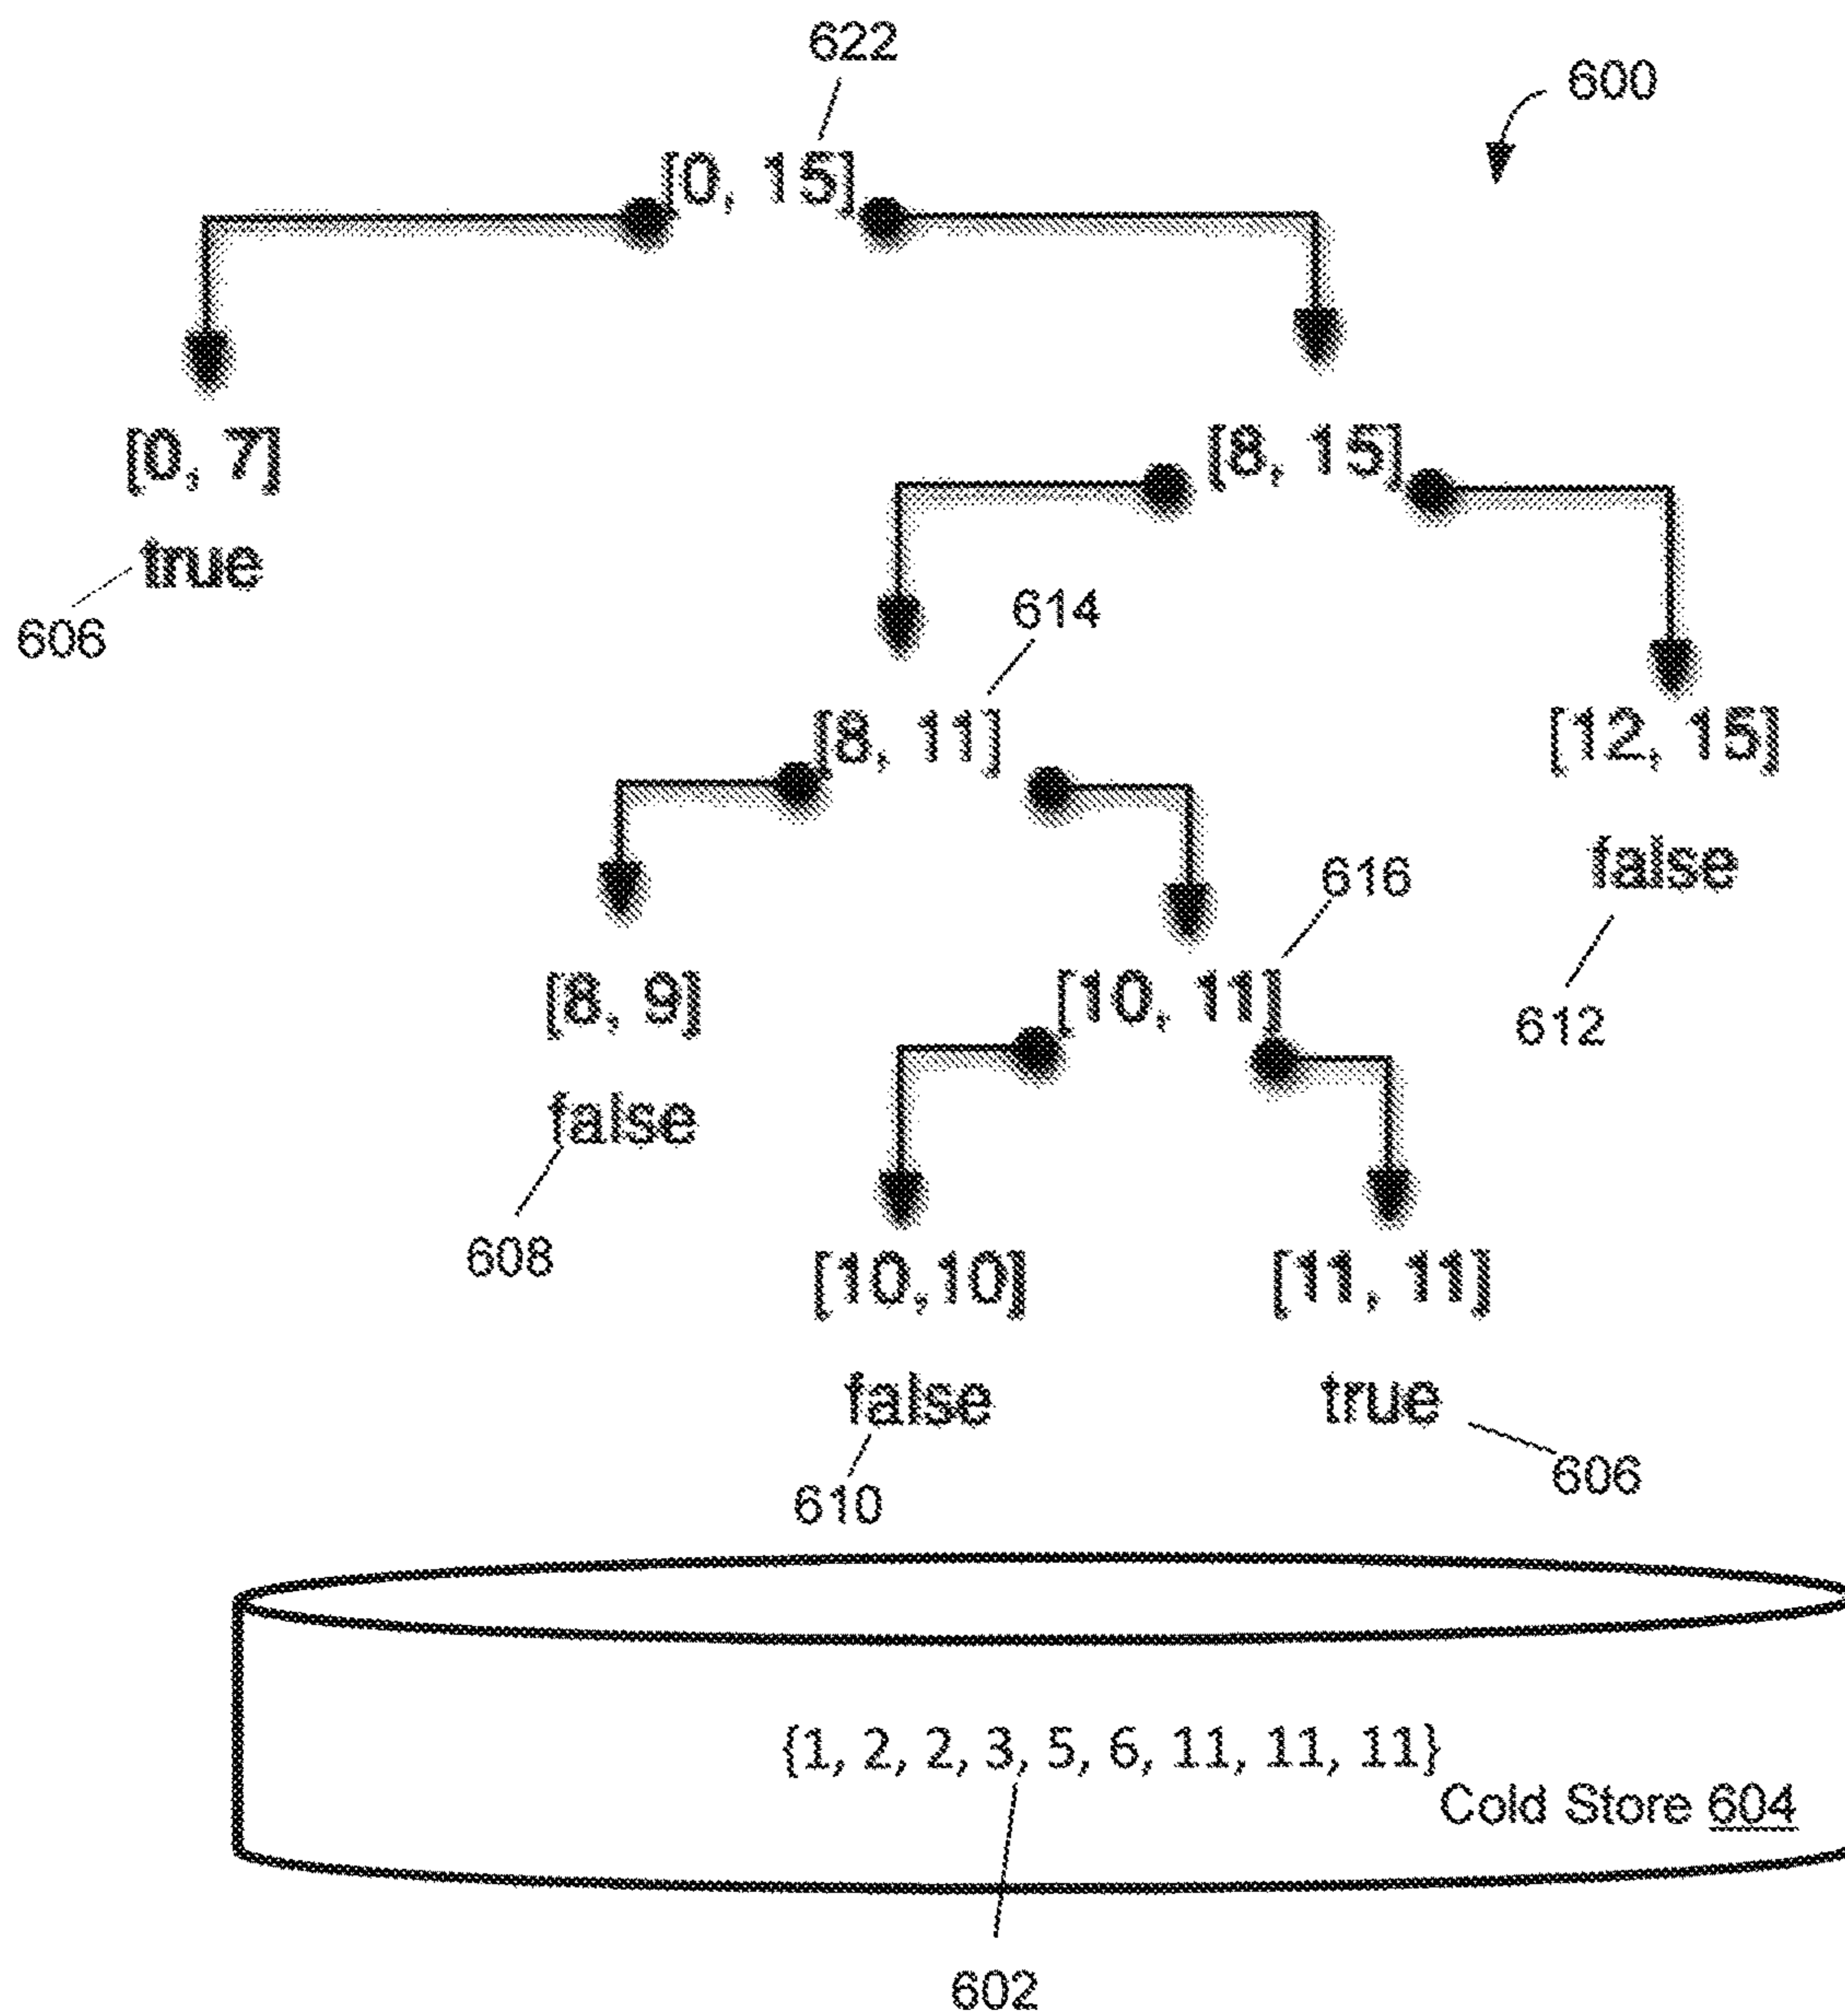 622
600
[0, 15]
[0, 7]
[8, 15]
true
606
614
[8, 11]
[12, 15]
false
616
612
[8, 9]
[10, 11]
false
608
[10,10]
[11, 11]
false
true
610
606
{1, 2, 2, 3, 5, 6, 11, 11, 11}
Cold Store 604
602